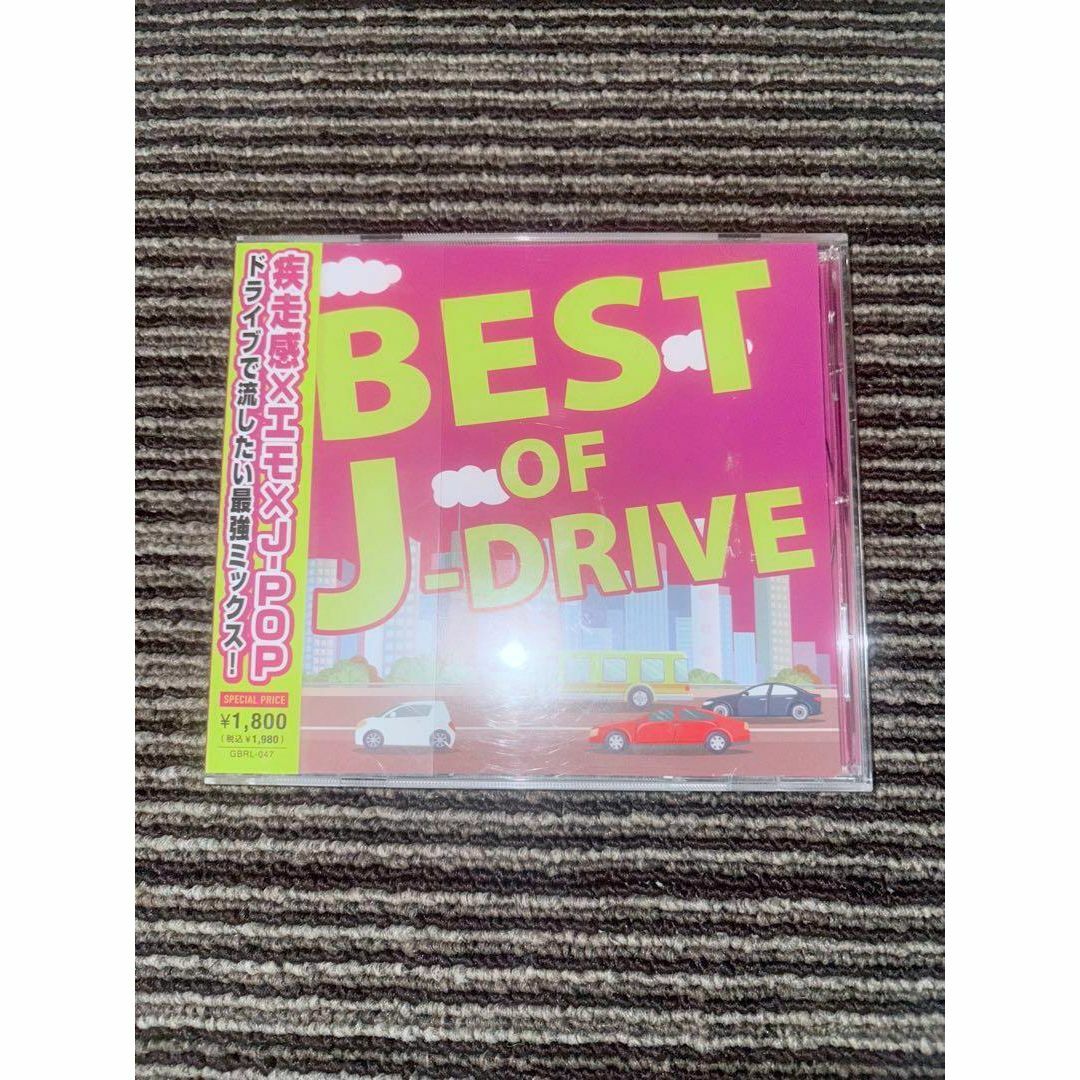 疾走感×エモ×J-POP
ドライブで流したい最強ミックス!
SPECIAL PRICE
¥1,800
(税込¥1,980)
GBRL-047
BEST
OF
J-DRIVE